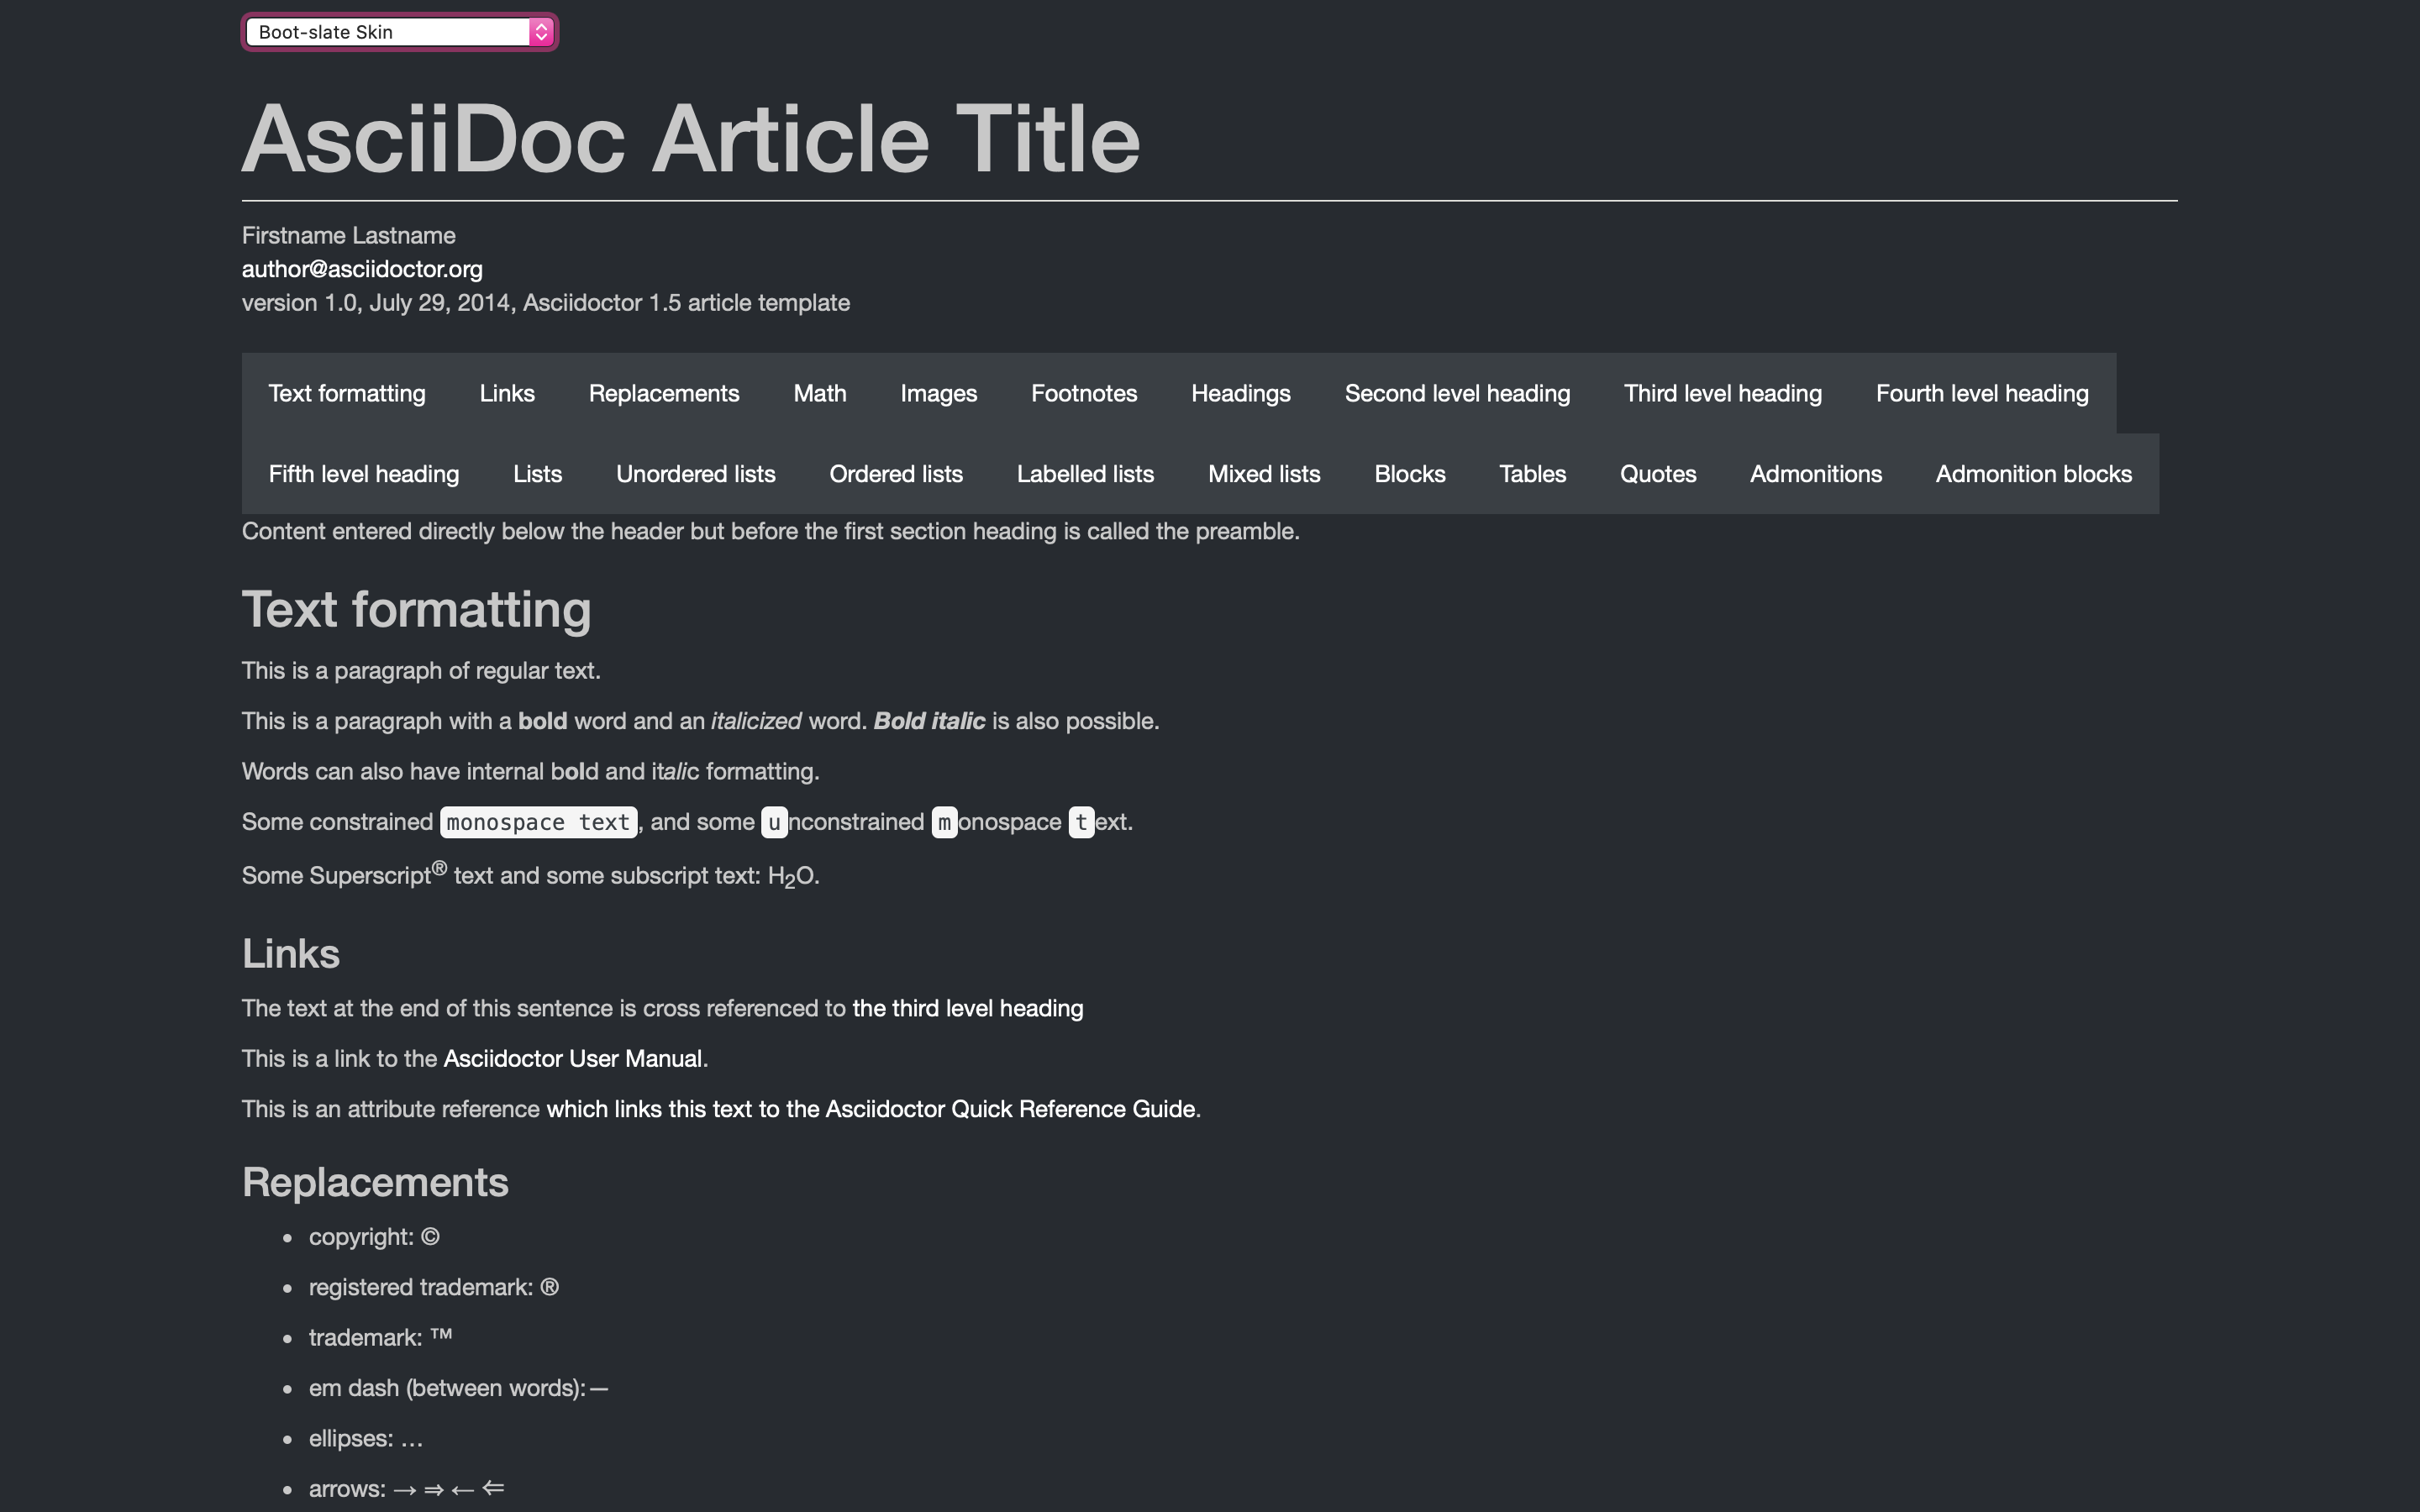 Boot-slate Skin
AsciiDoc Article Title
Firstname Lastname
author@asciidoctor.org
version 1.0, July 29, 2014, Asciidoctor 1.5 article template
Text formatting Links Replacements Math Images Footnotes Headings Second level heading Third level heading Fourth level heading
Fifth level heading Lists Unordered lists Ordered lists Labelled lists Mixed lists Blocks Tables Quotes Admonitions Admonition blocks
Content entered directly below the header but before the first section heading is called the preamble.
Text formatting
This is a paragraph of regular text.
This is a paragraph with a bold word and an italicized word. Bold italic is also possible.
Words can also have internal bold and italic formatting.
Some constrained monospace text, and some unconstrained monospace text.
Some Superscript® text and some subscript text: H₂O.
Links
The text at the end of this sentence is cross referenced to the third level heading
This is a link to the Asciidoctor User Manual.
This is an attribute reference which links this text to the Asciidoctor Quick Reference Guide.
Replacements
• copyright: ©
• registered trademark: ®
• trademark: ™
• em dash (between words): —
• ellipses: …
• arrows: → ⇒ ← ⇐